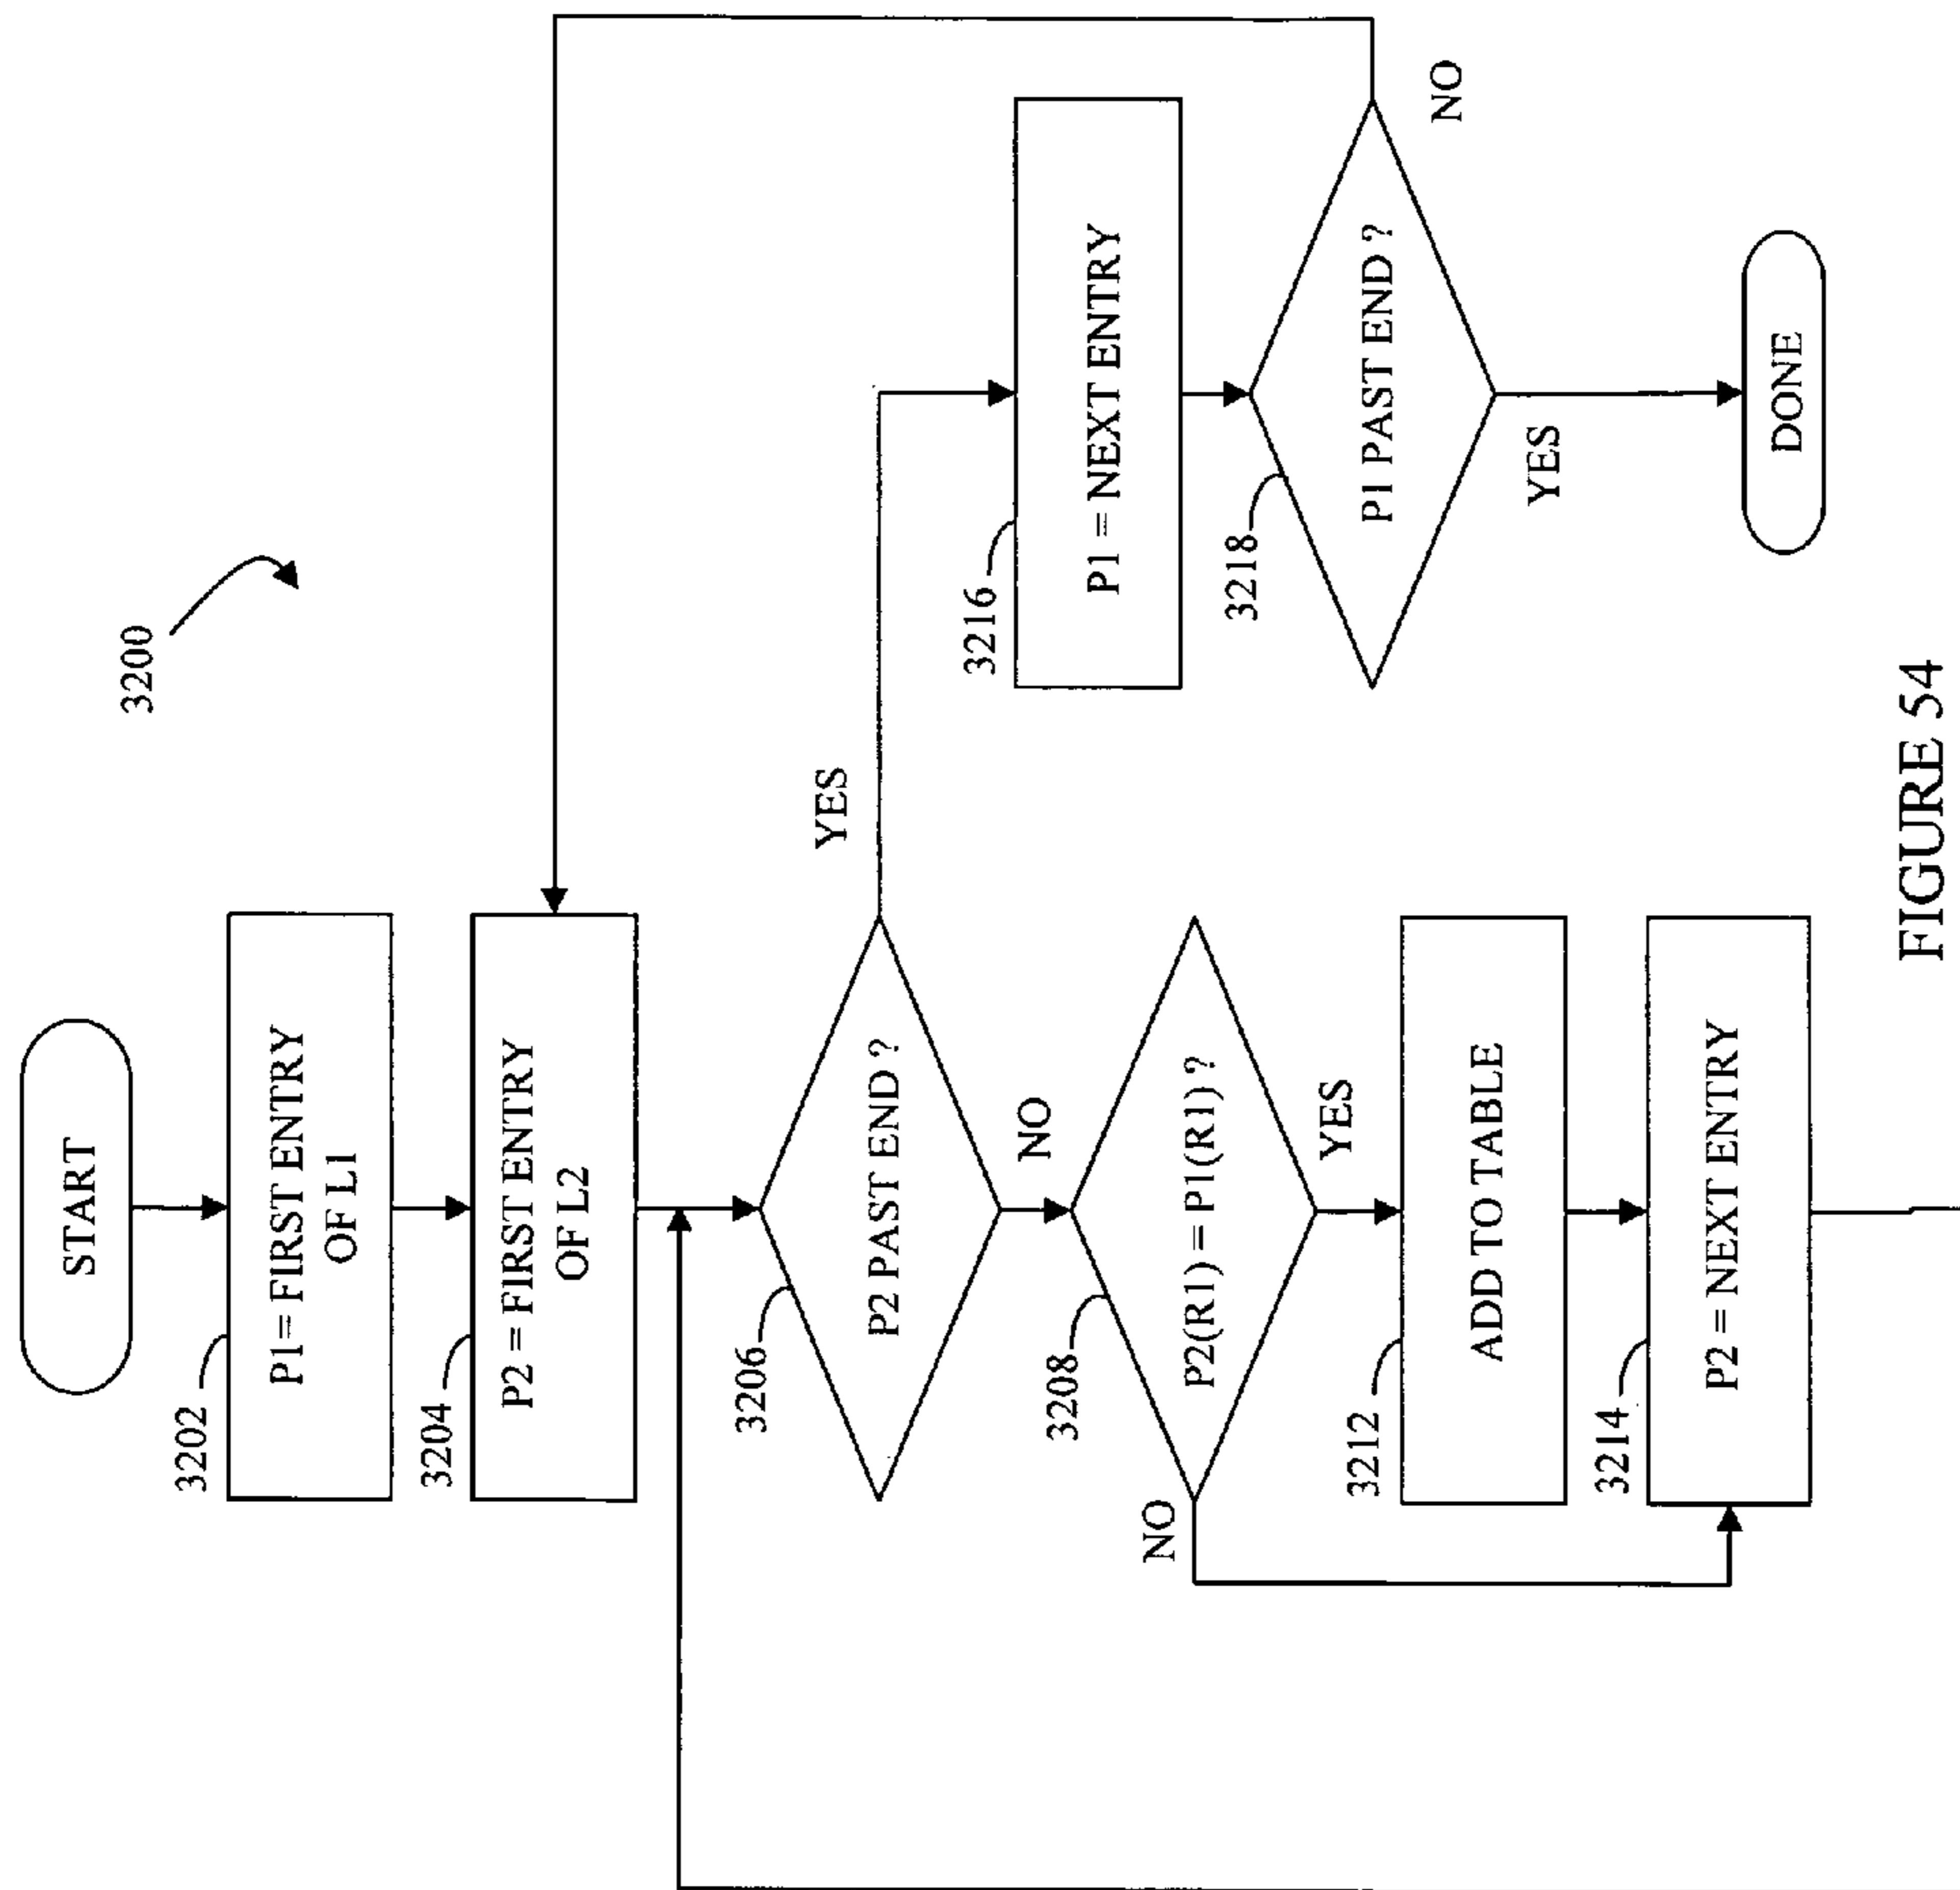 3200
START
3202
P1 = FIRST ENTRY
OF L1
3204
P2 = FIRST ENTRY
OF L2
3206
P2 PAST END ?
YES
NO
3208
P2(R1) = P1(R1) ?
NO
YES
3212
ADD TO TABLE
3214
P2 = NEXT ENTRY
3216
P1 = NEXT ENTRY
3218
P1 PAST END ?
NO
YES
DONE
FIGURE 54